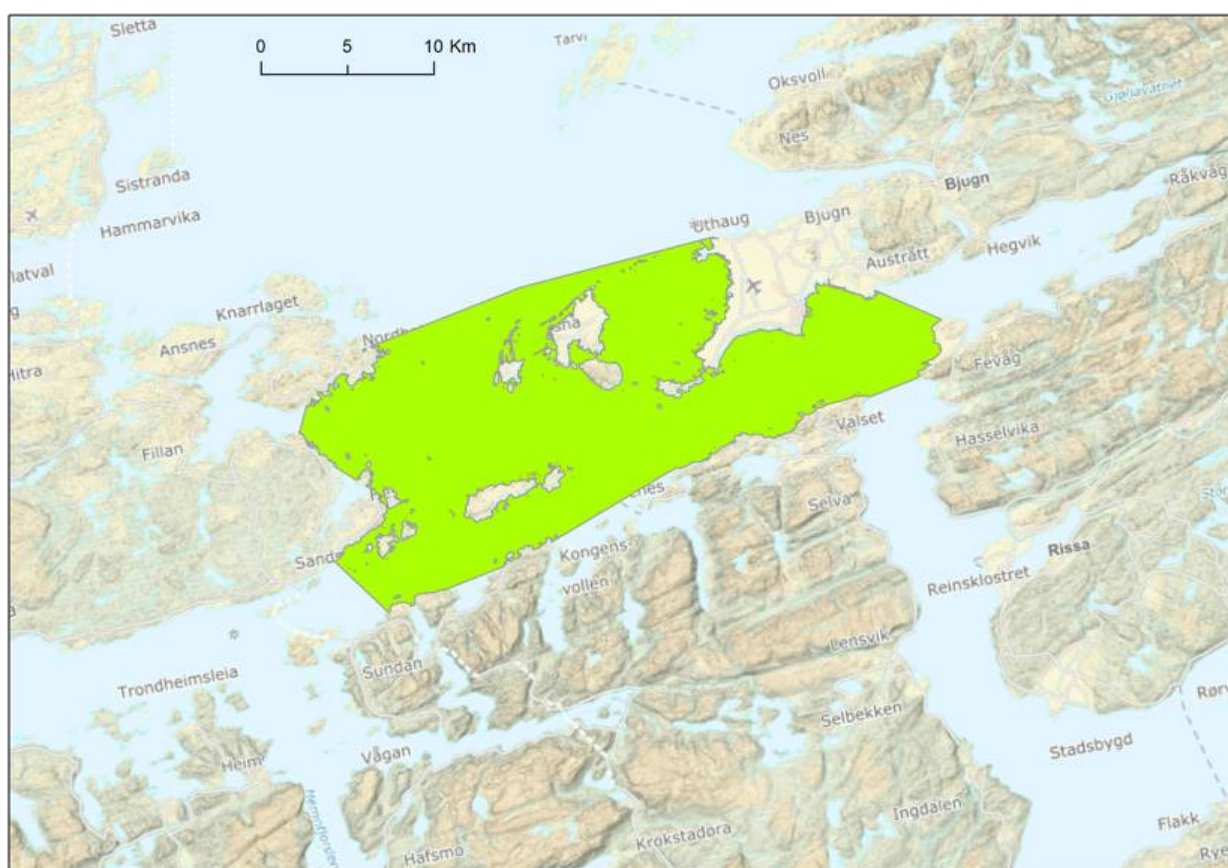 Sletta
0 5 10 Km
Tarvi
Oksvoll
Nes
Sistranda
Bjugn
Råkvåg
Hammarvika
Uthaug
Bjugn
Hegvik
Austrått
latval
Knarrlaget
Ansnes
Hitra
Fevåg
Valset
Hasselvika
Fillan
Selva
Kongens-
vollen
Rissa
Reinsklostret
Lensvik
Sundan
Trondheimsleia
Selbekken
Stadsbygd
Vågan
Heim
Ingdalen
Flakk
Krokstadøra
Hafsmo